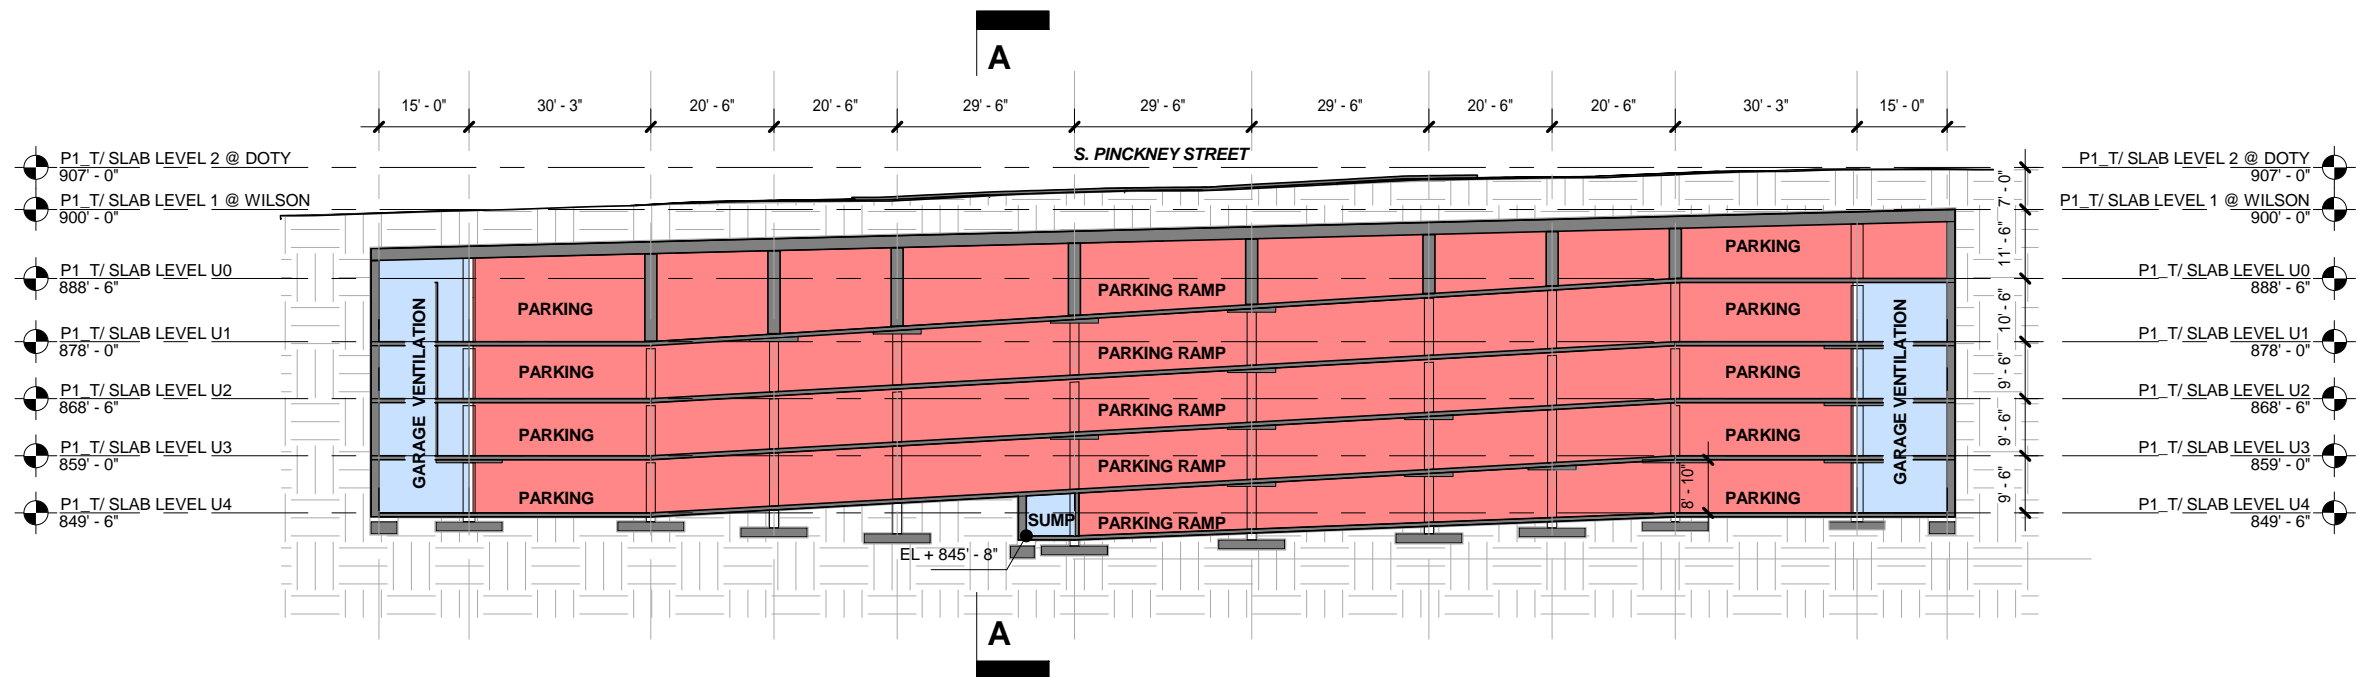 A
15' - 0"
30' - 3"
20' - 6"
20' - 6"
29' - 6"
29' - 6"
29' - 6"
20' - 6"
20' - 6"
30' - 3"
15' - 0"
S. PINCKNEY STREET
P1_T/ SLAB LEVEL 2 @ DOTY
907' - 0"
P1_T/ SLAB LEVEL 1 @ WILSON
900' - 0"
P1_T/ SLAB LEVEL U0
888' - 6"
P1_T/ SLAB LEVEL U1
878' - 0"
P1_T/ SLAB LEVEL U2
868' - 6"
P1_T/ SLAB LEVEL U3
859' - 0"
P1_T/ SLAB LEVEL U4
849' - 6"
GARAGE VENTILATION
PARKING
PARKING
PARKING
PARKING
PARKING RAMP
PARKING RAMP
PARKING RAMP
PARKING RAMP
PARKING RAMP
SUMP
EL + 845' - 8"
8' - 10"
PARKING
PARKING
PARKING
PARKING
PARKING
GARAGE VENTILATION
7' - 0"
11' - 6"
10' - 6"
9' - 6"
9' - 6"
9' - 6"
P1_T/ SLAB LEVEL 2 @ DOTY
907' - 0"
P1_T/ SLAB LEVEL 1 @ WILSON
900' - 0"
P1_T/ SLAB LEVEL U0
888' - 6"
P1_T/ SLAB LEVEL U1
878' - 0"
P1_T/ SLAB LEVEL U2
868' - 6"
P1_T/ SLAB LEVEL U3
859' - 0"
P1_T/ SLAB LEVEL U4
849' - 6"
A